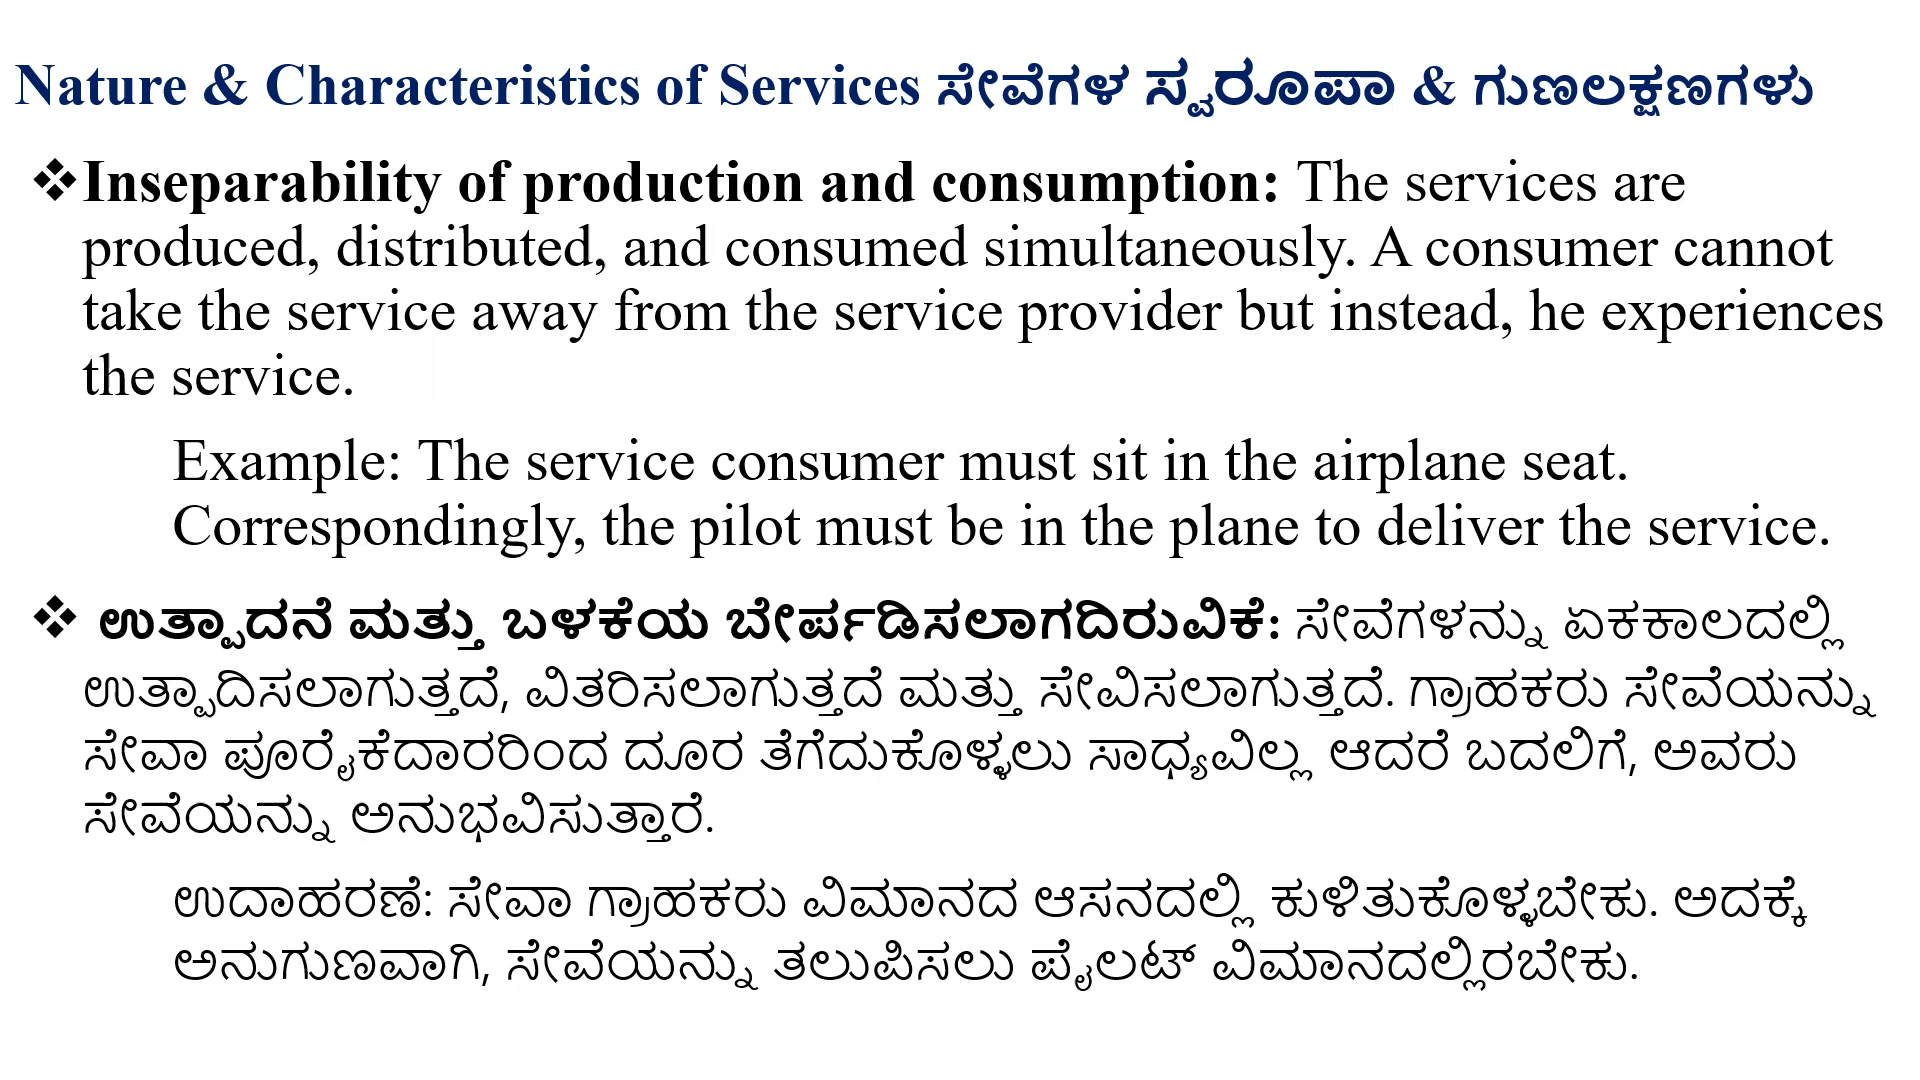 Nature & Characteristics of Services ಸೇವೆಗಳ ಸ್ವರೂಪಾ & ಗುಣಲಕ್ಷಣಗಳು
❖Inseparability of production and consumption: The services are
produced, distributed, and consumed simultaneously. A consumer cannot
take the service away from the service provider but instead, he experiences
the service.
Example: The service consumer must sit in the airplane seat.
Correspondingly, the pilot must be in the plane to deliver the service.
❖ ಉತ್ಪಾದನೆ ಮತ್ತು ಬಳಕೆಯ ಬೇರ್ಪಡಿಸಲಾಗದಿರುವಿಕೆ: ಸೇವೆಗಳನ್ನು ಏಕಕಾಲದಲ್ಲಿ
ಉತ್ಪಾದಿಸಲಾಗುತ್ತದೆ, ವಿತರಿಸಲಾಗುತ್ತದೆ ಮತ್ತು ಸೇವಿಸಲಾಗುತ್ತದೆ. ಗ್ರಾಹಕರು ಸೇವೆಯನ್ನು
ಸೇವಾ ಪೂರೈಕೆದಾರರಿಂದ ದೂರ ತೆಗೆದುಕೊಳ್ಳಲು ಸಾಧ್ಯವಿಲ್ಲ ಆದರೆ ಬದಲಿಗೆ, ಅವರು
ಸೇವೆಯನ್ನು ಅನುಭವಿಸುತ್ತಾರೆ.
ಉದಾಹರಣೆ: ಸೇವಾ ಗ್ರಾಹಕರು ವಿಮಾನದ ಆಸನದಲ್ಲಿ ಕುಳಿತುಕೊಳ್ಳಬೇಕು. ಅದಕ್ಕೆ
ಅನುಗುಣವಾಗಿ, ಸೇವೆಯನ್ನು ತಲುಪಿಸಲು ಪೈಲಟ್ ವಿಮಾನದಲ್ಲಿರಬೇಕು.